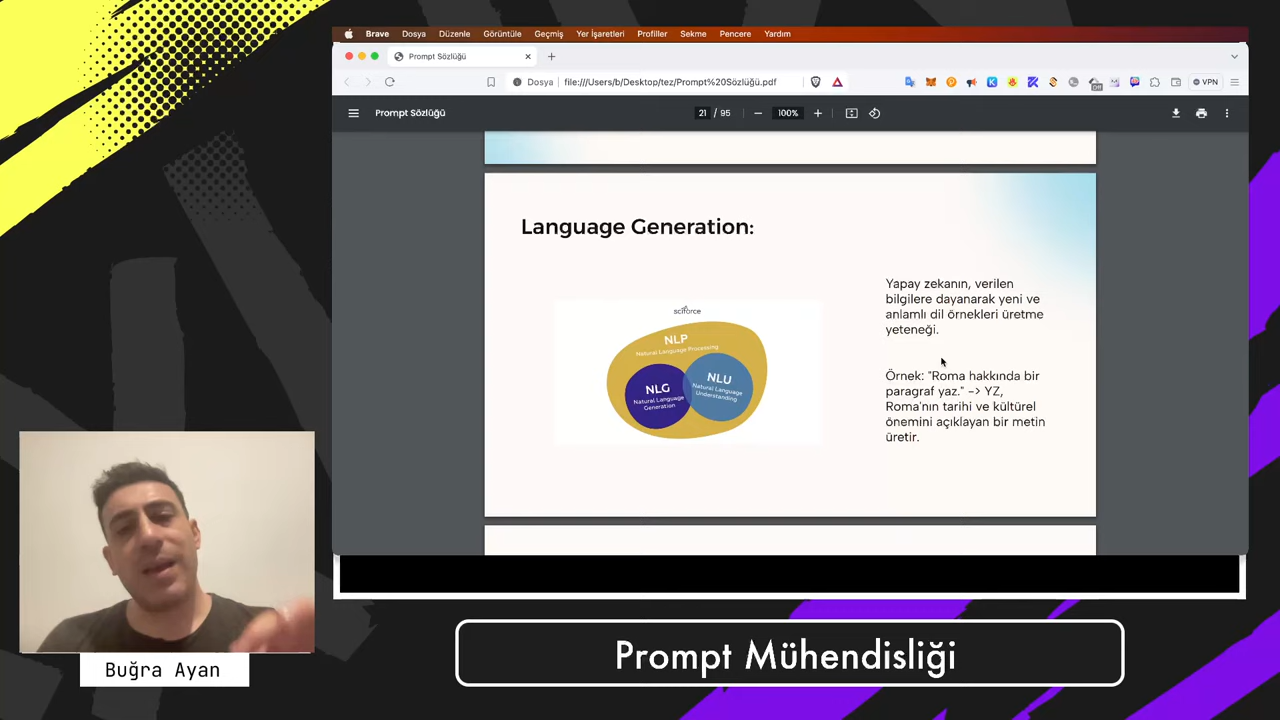 Brave Dosya Düzenle Görüntüle Geçmiş Yer İşaretleri Profiller Sekme Pencere Yardım
Prompt Sözlüğü
Dosya file:///Users/b/Desktop/tez/Prompt%20Sözlüğü.pdf
VPN
Prompt Sözlüğü
21 / 95
100%
Language Generation:
sciforce
NLP
Natural Language Processing
NLG
Natural Language
Generation
NLU
Natural Language
Understanding
Yapay zekanın, verilen
bilgilere dayanarak yeni ve
anlamlı dil örnekleri üretme
yeteneği.
Örnek: "Roma hakkında bir
paragraf yaz." -> YZ,
Roma'nın tarihi ve kültürel
önemini açıklayan bir metin
üretir.
Buğra Ayan
Prompt Mühendisliği